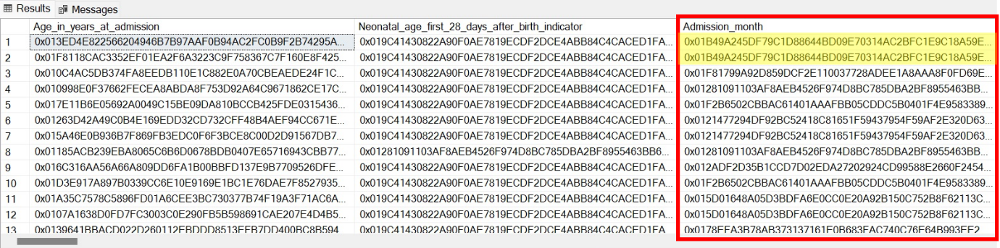 Results Messages
Age_in_years_at_admission Neonatal_age_first_28_days_after_birth_indicator Admission_month
1 0x013ED4E822566204946B7B97AAF0B94AC2FC0B9F2B74295A... 0x019C41430822A90F0AE7819ECDF2DCE4ABB84C4CACED1FA... 0x01B49A245DF79C1D88644BD09E70314AC2BFC1E9C18A59E...
2 0x01F8118CAC3352EF01EA2F6A3223C9F758367C7F160E8F425... 0x019C41430822A90F0AE7819ECDF2DCE4ABB84C4CACED1FA... 0x01B49A245DF79C1D88644BD09E70314AC2BFC1E9C18A59E...
3 0x010C4AC5DB374FA8EEDB110E1C882E0A70CBEAEDE24F1C... 0x019C41430822A90F0AE7819ECDF2DCE4ABB84C4CACED1FA... 0x01F81799A92D859DCF2E110037728ADEE1A8AAA8F0FD69E...
4 0x010998E0F37662FECEA8ABDA8F753D92A64C9671862CE17C... 0x019C41430822A90F0AE7819ECDF2DCE4ABB84C4CACED1FA... 0x01281091103AF8AEB4526F974D8BC785DBA2BF8955463BB...
5 0x017E11B6E05692A0049C15BE09DA810BCCB425FDE0315436... 0x019C41430822A90F0AE7819ECDF2DCE4ABB84C4CACED1FA... 0x01F2B6502CBBAC61401AAAFBB05CDDC5B0401F4E9583389...
6 0x01263D42A49C0B4E169EDD32CD732CFF48B4AEF94CC671E... 0x019C41430822A90F0AE7819ECDF2DCE4ABB84C4CACED1FA... 0x0121477294DF92BC52418C81651F59437954F59AF2E320D63...
7 0x015A46E0B936B7F869FB3EDC0F6F3BCE8C00D2D91567DB7... 0x019C41430822A90F0AE7819ECDF2DCE4ABB84C4CACED1FA... 0x0121477294DF92BC52418C81651F59437954F59AF2E320D63...
8 0x01185ACB239EBA8065C6B6D0678BDB0407E65716943CBB77... 0x01281091103AF8AEB4526F974D8BC785DBA2BF8955463BB6... 0x01281091103AF8AEB4526F974D8BC785DBA2BF8955463BB...
9 0x016C316AA56A66A809DD6FA1B00BBFD137E9B7709526DFE... 0x019C41430822A90F0AE7819ECDF2DCE4ABB84C4CACED1FA... 0x012ADF2D35B1CCD7D02EDA27202924CD99588E2660F2454...
10 0x01D3E917A897B0339CC6E10E9169E1BC1E76DAE7F8527935... 0x019C41430822A90F0AE7819ECDF2DCE4ABB84C4CACED1FA... 0x01F2B6502CBBAC61401AAAFBB05CDDC5B0401F4E9583389...
11 0x01A35C7578C5896FD01A6CEE3BC730377B74F19A3F71AC6A... 0x019C41430822A90F0AE7819ECDF2DCE4ABB84C4CACED1FA... 0x015D01648A05D3BDFA6E0CC0E20A92B150C752B8F62113C...
12 0x0107A1638D0FD7FC3003C0E290FB5B598691CAE207E4D4B5... 0x019C41430822A90F0AE7819ECDF2DCE4ABB84C4CACED1FA... 0x015D01648A05D3BDFA6E0CC0E20A92B150C752B8F62113C...
13 0x019C41430822A90F0AE7819ECDF2DCE4ABB84C4CACED1FA